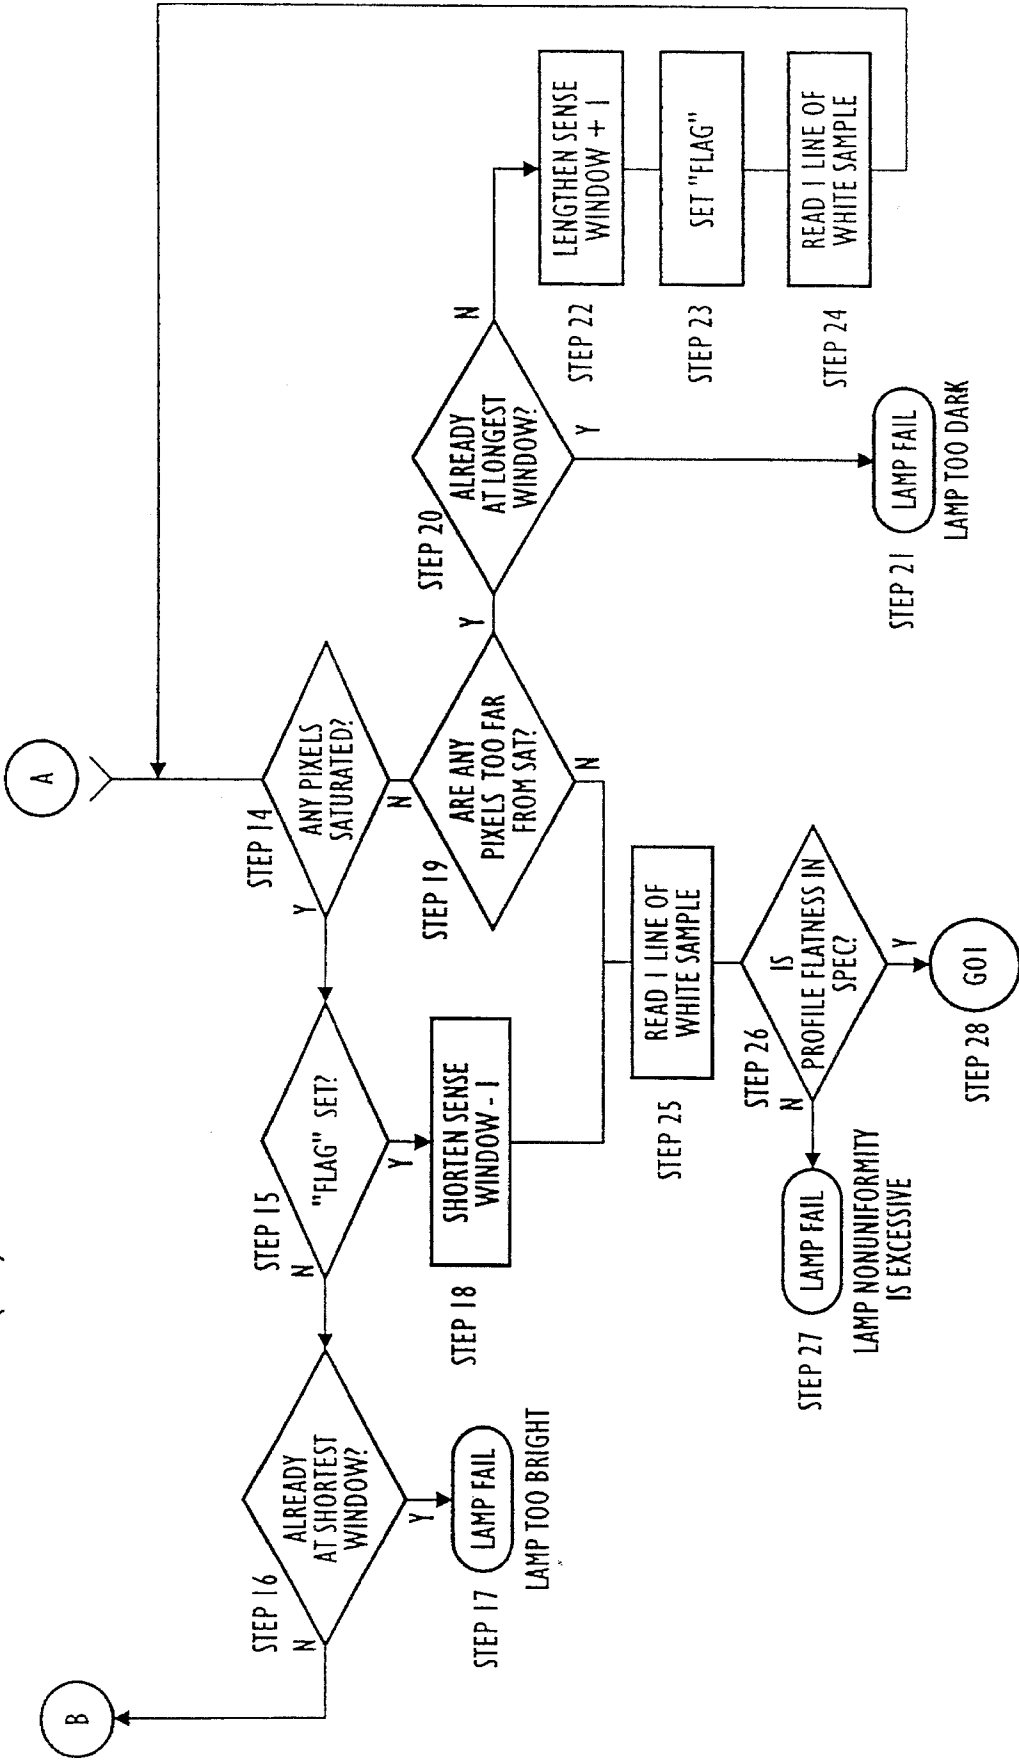 A
STEP 14
ANY PIXELS
SATURATED?
Y
N
STEP 15
"FLAG" SET?
N
Y
STEP 16
ALREADY
AT SHORTEST
WINDOW?
N
Y
B
STEP 17
LAMP FAIL
LAMP TOO BRIGHT
STEP 18
SHORTEN SENSE
WINDOW - 1
STEP 19
ARE ANY
PIXELS TOO FAR
FROM SAT?
Y
N
STEP 20
ALREADY
AT LONGEST
WINDOW?
N
Y
STEP 21
LAMP FAIL
LAMP TOO DARK
STEP 22
LENGTHEN SENSE
WINDOW + 1
STEP 23
SET "FLAG"
STEP 24
READ 1 LINE OF
WHITE SAMPLE
STEP 25
READ 1 LINE OF
WHITE SAMPLE
STEP 26
IS
PROFILE FLATNESS IN
SPEC?
N
Y
STEP 27
LAMP FAIL
LAMP NONUNIFORMITY
IS EXCESSIVE
STEP 28
GO1